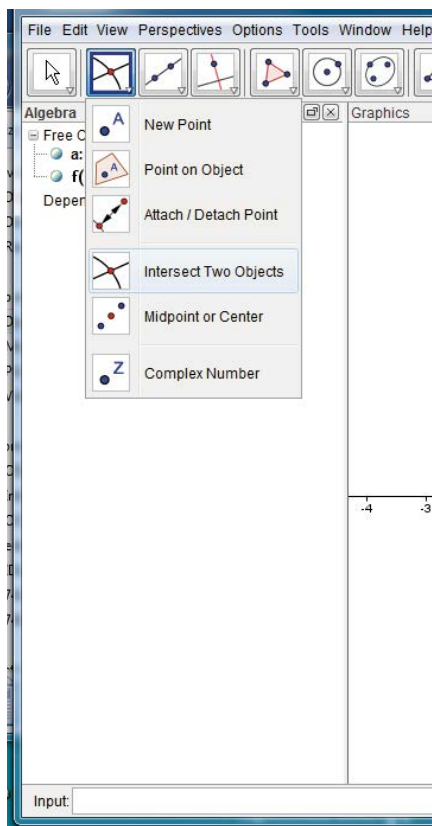 File Edit View Perspectives Options Tools Window Help
Algebra
Graphics
Free
a:
f(
Depen
A
New Point
A
Point on Object
Attach / Detach Point
Intersect Two Objects
Midpoint or Center
Z
Complex Number
-4 -3
Input: